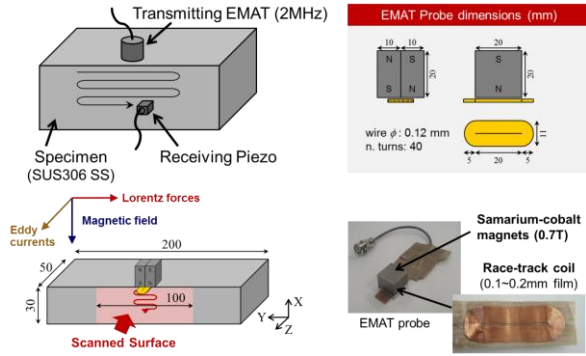 Transmitting EMAT (2MHz)
Specimen
(SUS306 SS)
Receiving Piezo
EMAT Probe dimensions (mm)
10 10
20
N S
S N
20
S
N
20
wire ϕ: 0.12 mm
n. turns: 40
11
5 20 5
Lorentz forces
Magnetic field
Eddy
currents
200
50
30
100
X
Y
Z
Scanned Surface
Samarium-cobalt
magnets (0.7T)
Race-track coil
(0.1~0.2mm film)
EMAT probe